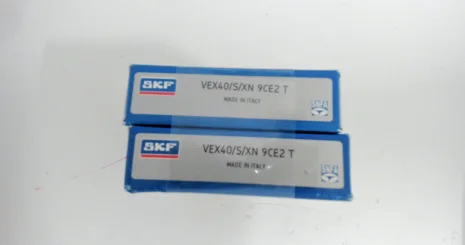 SKF
VEX40/S/XN 9CE2 T
MADE IN ITALY
SKF
VEX40/S/XN 9CE2 T
MADE IN ITALY